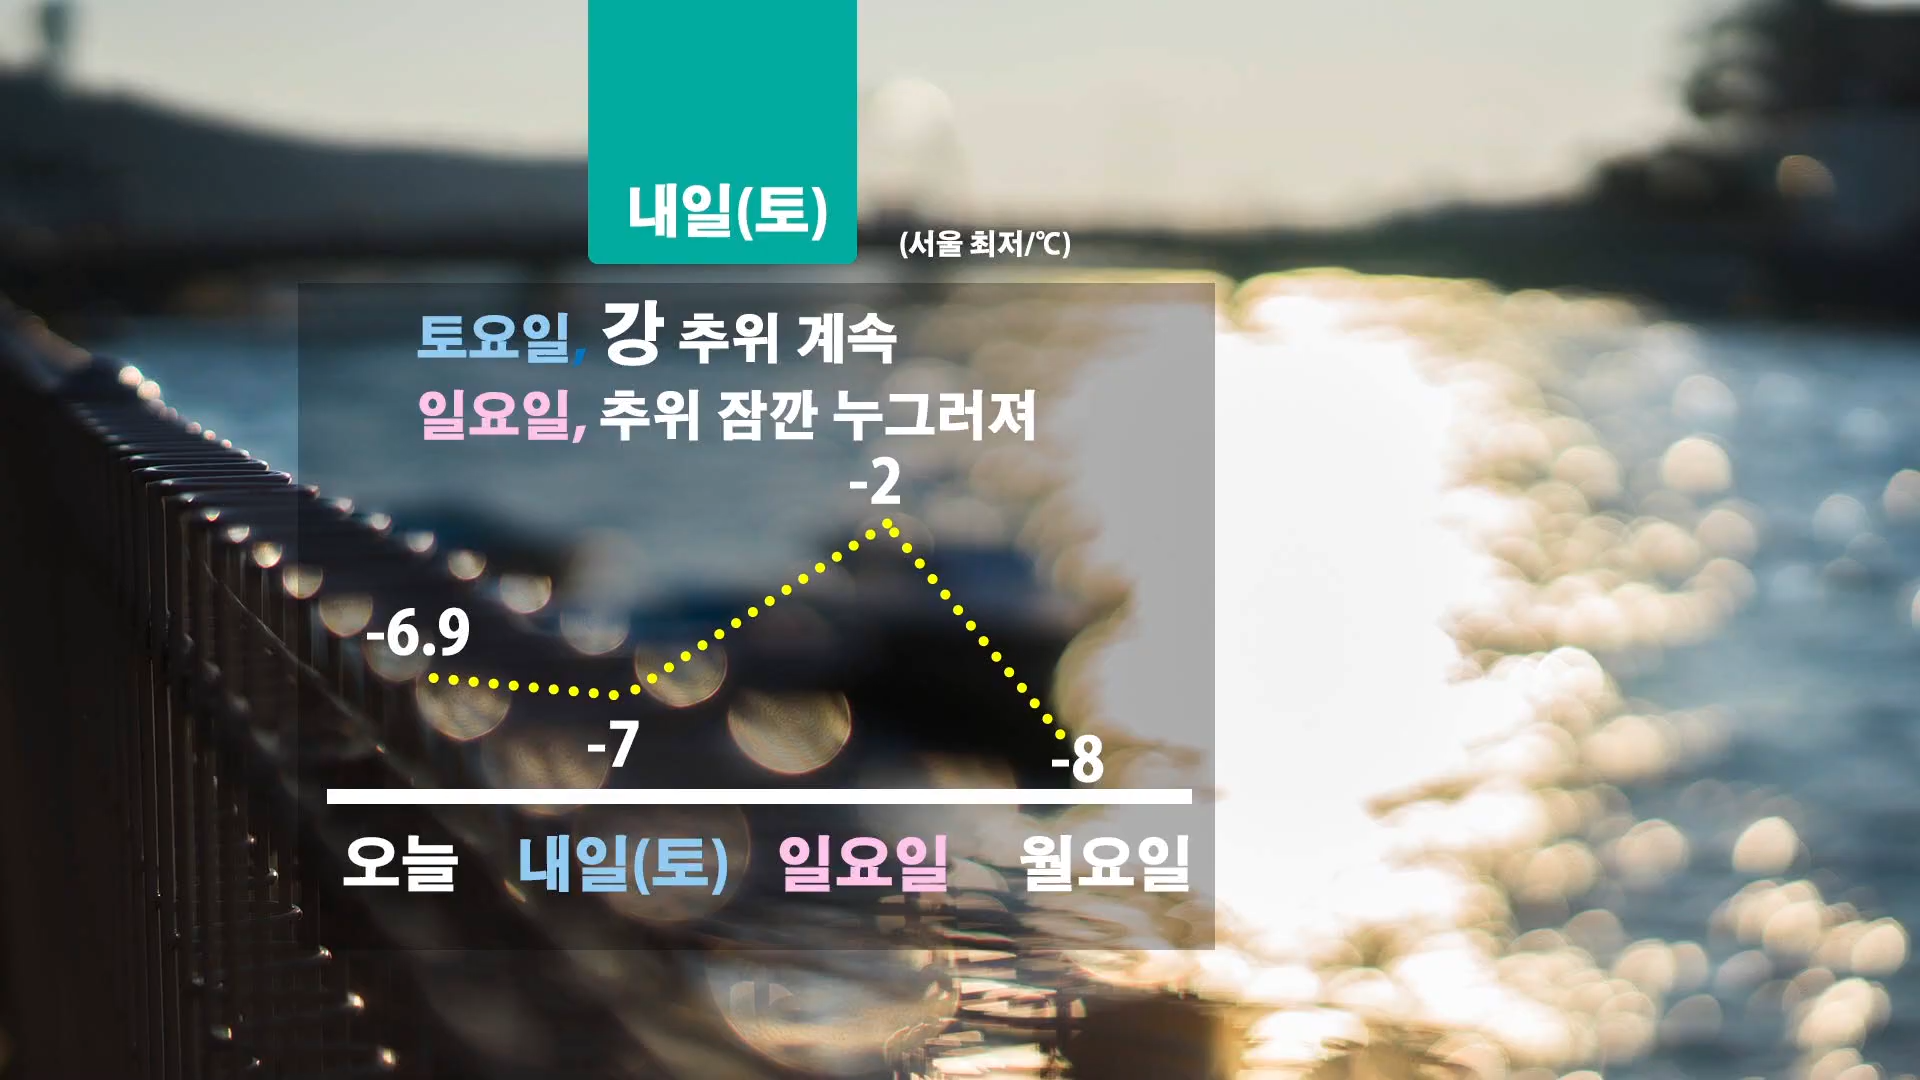 내일(토)
(서울 최저/℃)
토요일, 강 추위 계속
일요일, 추위 잠깐 누그러져
-2
-6.9
-7
-8
오늘 내일(토) 일요일 월요일